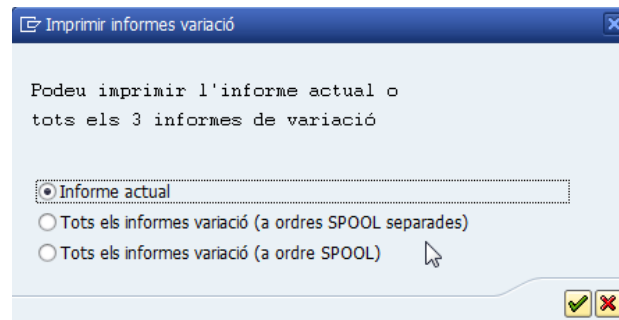 Imprimir informes variació
Podeu imprimir l'informe actual o
tots els 3 informes de variació
Informe actual
Tots els informes variació (a ordres SPOOL separades)
Tots els informes variació (a ordre SPOOL)